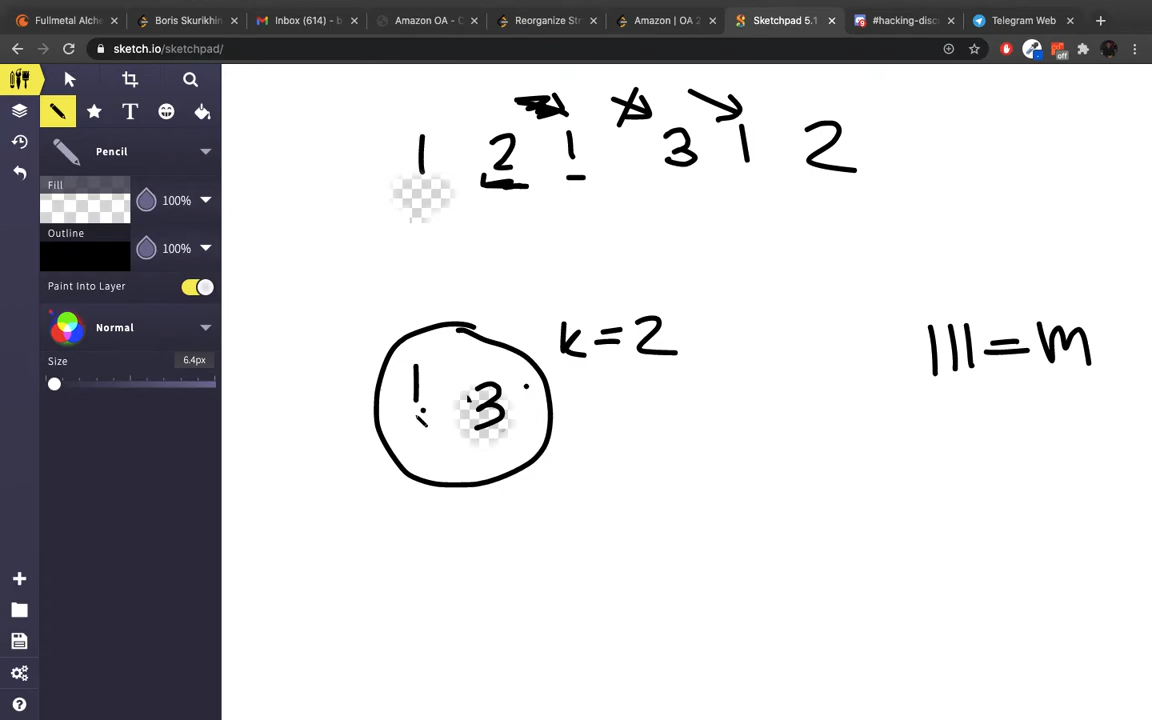 Fullmetal Alche
Boris Skurikhin
Inbox (614) - b
Amazon OA - C
Reorganize Str
Amazon | OA 2
Sketchpad 5.1
#hacking-disc
Telegram Web
sketch.io/sketchpad/
off
Pencil
Fill
100%
Outline
100%
Paint Into Layer
Normal
Size
6.4px
1 2 1 3 1 2
k=2
1 3
111=m